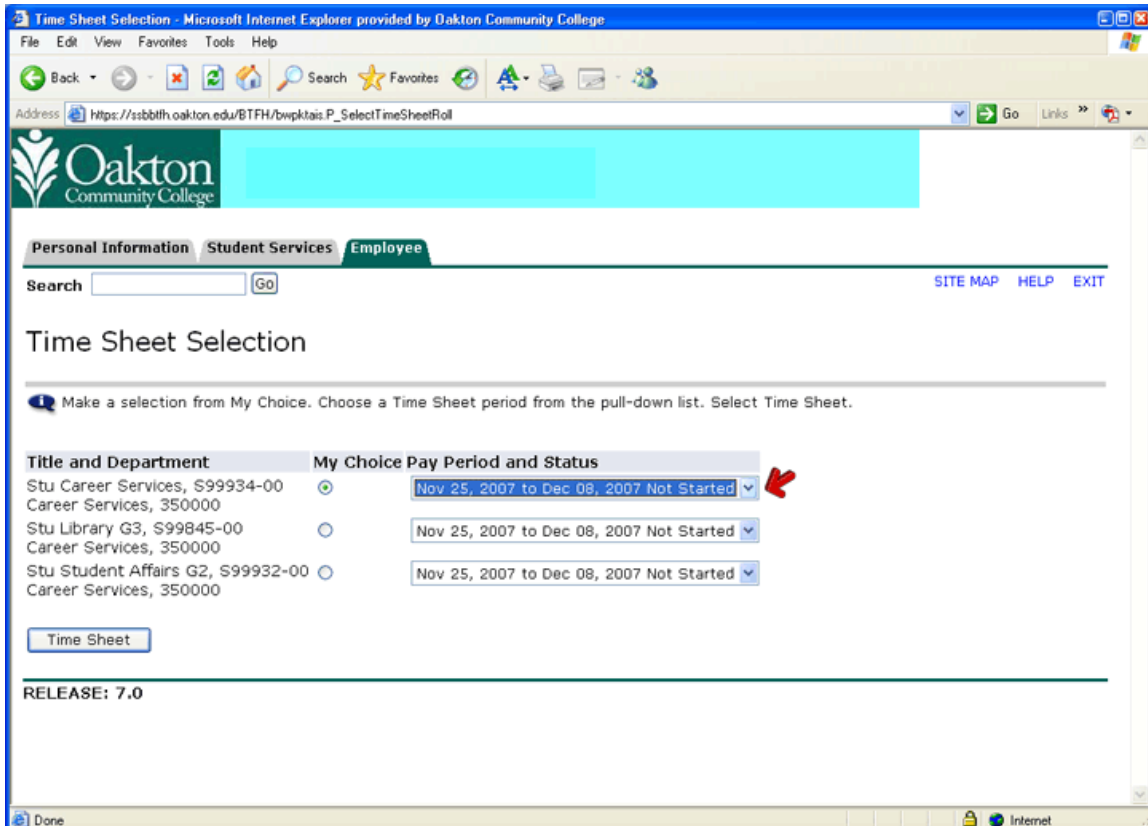 Time Sheet Selection - Microsoft Internet Explorer provided by Oakton Community College
File Edit View Favorites Tools Help
Back Search Favorites
Address https://ssbbtfh.oakton.edu/BTFH/bwpktais.P_SelectTimeSheetRoll Go Links »
Oakton
Community College
Personal Information Student Services Employee
Search Go SITE MAP HELP EXIT
Time Sheet Selection
Make a selection from My Choice. Choose a Time Sheet period from the pull-down list. Select Time Sheet.
Title and Department My Choice Pay Period and Status
Stu Career Services, S99934-00 Nov 25, 2007 to Dec 08, 2007 Not Started
Career Services, 350000
Stu Library G3, S99845-00 Nov 25, 2007 to Dec 08, 2007 Not Started
Career Services, 350000
Stu Student Affairs G2, S99932-00 Nov 25, 2007 to Dec 08, 2007 Not Started
Career Services, 350000
Time Sheet
RELEASE: 7.0
Done Internet